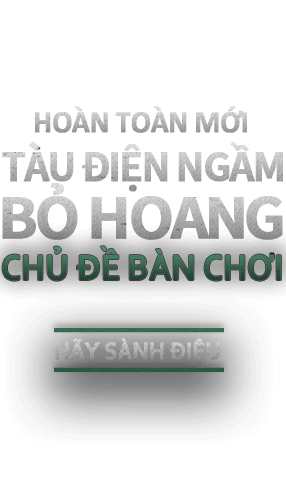 HOÀN TOÀN MỚI
TÀU ĐIỆN NGẦM
BỎ HOANG
CHỦ ĐỀ BÀN CHƠI
HÃY SÀNH ĐIỆU